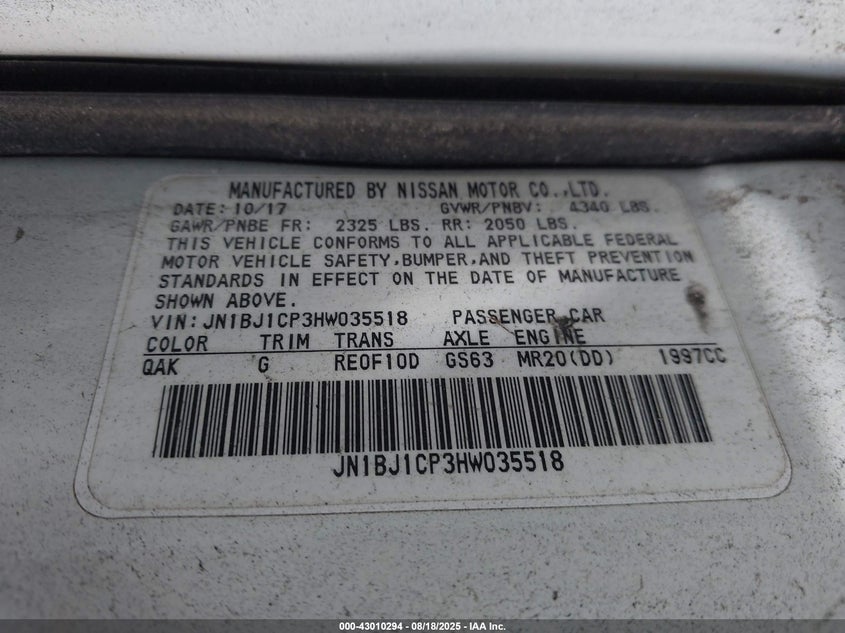 MANUFACTURED BY NISSAN MOTOR CO.,LTD.
DATE: 10/17 GVWR/PNBV: 4340 LBS.
GAWR/PNBE FR: 2325 LBS. RR: 2050 LBS.
THIS VEHICLE CONFORMS TO ALL APPLICABLE FEDERAL
MOTOR VEHICLE SAFETY,BUMPER,AND THEFT PREVENTION
STANDARDS IN EFFECT ON THE DATE OF MANUFACTURE
SHOWN ABOVE.
VIN: JN1BJ1CP3HW035518 PASSENGER CAR
COLOR TRIM TRANS AXLE ENGINE
QAK G RE0F10D GS63 MR20(DD) 1997CC
JN1BJ1CP3HW035518
000-43010294 - 08/18/2025 - IAA Inc.